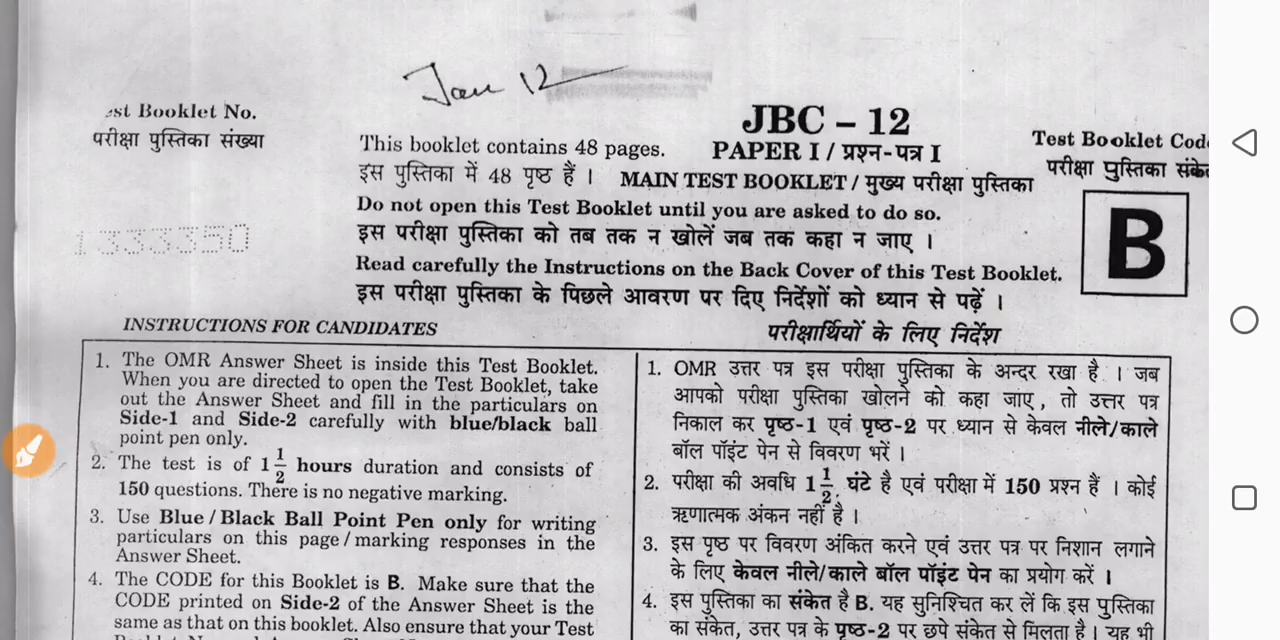 Jan 12
est Booklet No.
परीक्षा पुस्तिका संख्या
1333350
JBC – 12
This booklet contains 48 pages. PAPER I / प्रश्न-पत्र I
इस पुस्तिका में 48 पृष्ठ हैं । MAIN TEST BOOKLET / मुख्य परीक्षा पुस्तिका
Test Booklet Cod
परीक्षा पुस्तिका संकेत
B
Do not open this Test Booklet until you are asked to do so.
इस परीक्षा पुस्तिका को तब तक न खोलें जब तक कहा न जाए ।
Read carefully the Instructions on the Back Cover of this Test Booklet.
इस परीक्षा पुस्तिका के पिछले आवरण पर दिए निर्देशों को ध्यान से पढ़ें ।
INSTRUCTIONS FOR CANDIDATES
1. The OMR Answer Sheet is inside this Test Booklet.
When you are directed to open the Test Booklet, take
out the Answer Sheet and fill in the particulars on
Side-1 and Side-2 carefully with blue/black ball
point pen only.
2. The test is of 1 1/2 hours duration and consists of
150 questions. There is no negative marking.
3. Use Blue / Black Ball Point Pen only for writing
particulars on this page / marking responses in the
Answer Sheet.
4. The CODE for this Booklet is B. Make sure that the
CODE printed on Side-2 of the Answer Sheet is the
same as that on this booklet. Also ensure that your Test
परीक्षार्थियों के लिए निर्देश
1. OMR उत्तर पत्र इस परीक्षा पुस्तिका के अन्दर रखा है । जब
आपको परीक्षा पुस्तिका खोलने को कहा जाए, तो उत्तर पत्र
निकाल कर पृष्ठ-1 एवं पृष्ठ-2 पर ध्यान से केवल नीले/काले
बॉल पॉइंट पेन से विवरण भरें ।
2. परीक्षा की अवधि 1 1/2 घंटे है एवं परीक्षा में 150 प्रश्न हैं । कोई
ऋणात्मक अंकन नहीं है ।
3. इस पृष्ठ पर विवरण अंकित करने एवं उत्तर पत्र पर निशान लगाने
के लिए केवल नीले/काले बॉल पॉइंट पेन का प्रयोग करें ।
4. इस पुस्तिका का संकेत है B. यह सुनिश्चित कर लें कि इस पुस्तिका
का संकेत, उत्तर पत्र के पृष्ठ-2 पर छपे संकेत से मिलता है । यह भी